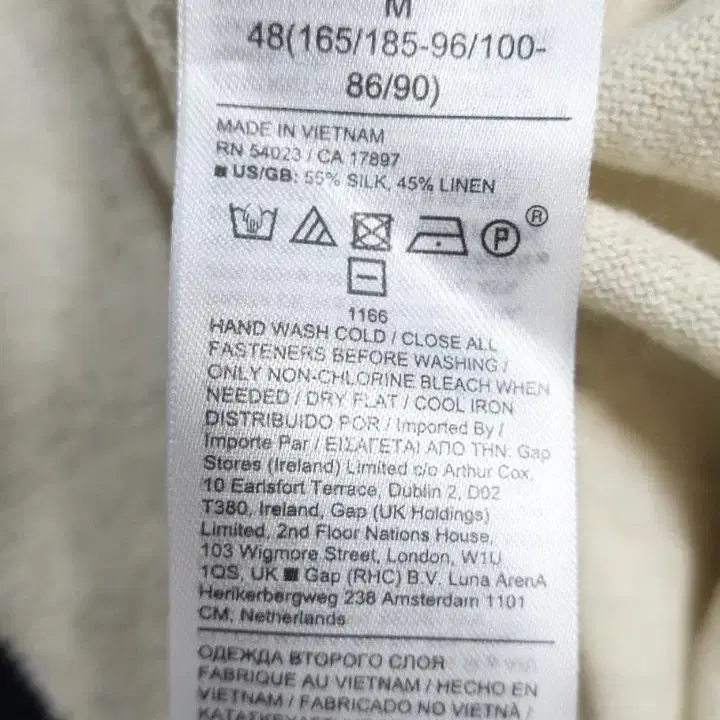 M
48(165/185-96/100-
86/90)
MADE IN VIETNAM
RN 54023 / CA 17897
■ US/GB: 55% SILK, 45% LINEN
P ®
1166
HAND WASH COLD / CLOSE ALL
FASTENERS BEFORE WASHING /
ONLY NON-CHLORINE BLEACH WHEN
NEEDED / DRY FLAT / COOL IRON
DISTRIBUIDO POR / Imported By /
Importe Par / ΕΙΣΑΓΕΤΑΙ ΑΠΟ ΤΗΝ: Gap
Stores (Ireland) Limited c/o Arthur Cox,
10 Earlsfort Terrace, Dublin 2, D02
T380, Ireland, Gap (UK Holdings)
Limited, 2nd Floor Nations House,
103 Wigmore Street, London, W1U
1QS, UK ■ Gap (RHC) B.V. Luna ArenA
Herikerbergweg 238 Amsterdam 1101
CM, Netherlands
ОДЕЖДА ВТОРОГО СЛОЯ
FABRIQUE AU VIETNAM / HECHO EN
VIETNAM / FABRICADO NO VIETNÃ /